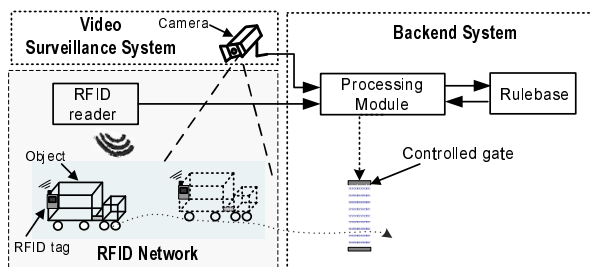 Video
Surveillance System
Camera
Backend System
RFID
reader
Processing
Module
Rulebase
Object
Controlled gate
RFID tag
RFID Network